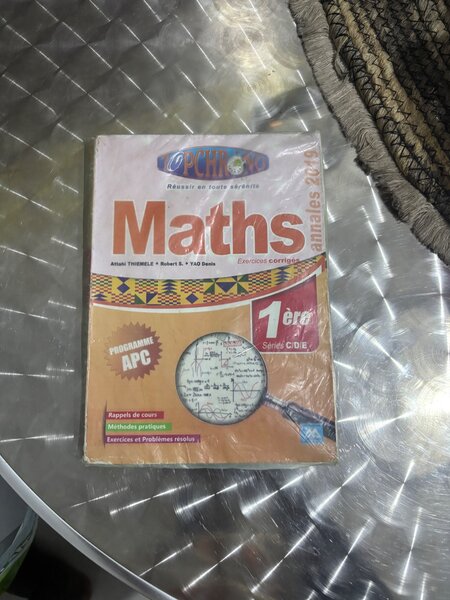 TOPCHRONO
Réussir en toute sérénité
Maths
annales 2019
Exercices corrigés
Attahi THIEMELE • Robert S. • YAO Denis
1ère
Séries C/D/E
PROGRAMME
APC
Rappels de cours
Méthodes pratiques
Exercices et Problèmes résolus